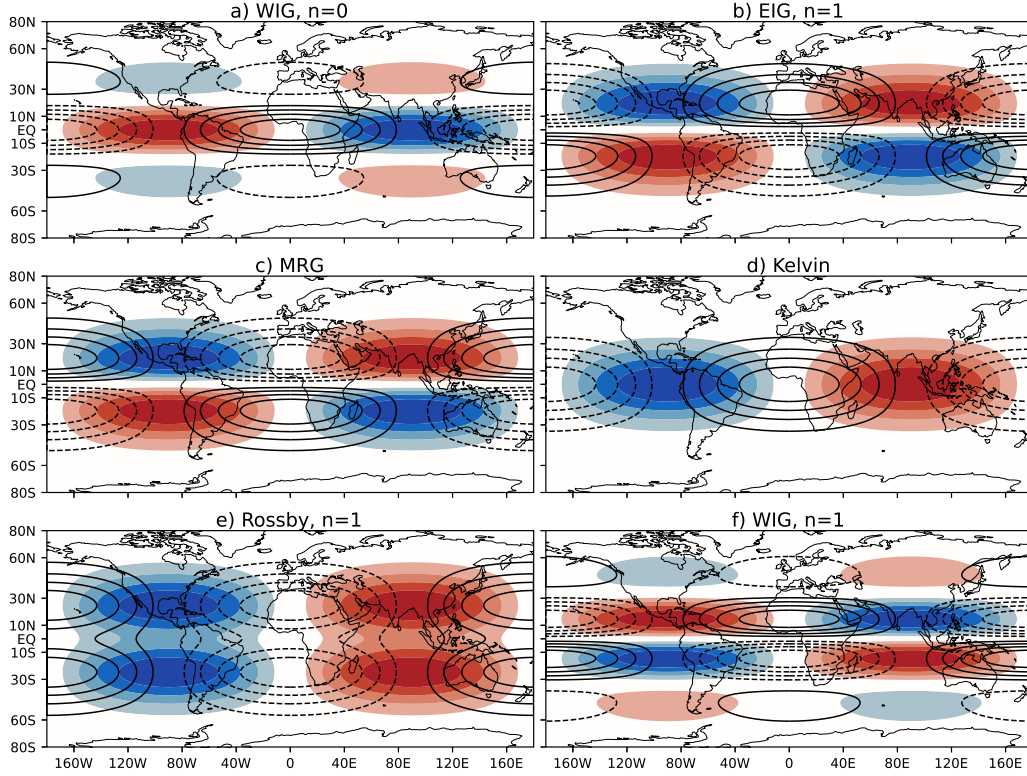 a) WIG, n=0
b) EIG, n=1
80N
60N
30N
10N
EQ
10S
30S
60S
80S
c) MRG
d) Kelvin
80N
60N
30N
10N
EQ
10S
30S
60S
80S
e) Rossby, n=1
f) WIG, n=1
80N
60N
30N
10N
EQ
10S
30S
60S
80S
160W 120W 80W 40W 0E 40E 80E 120E 160E
160W 120W 80W 40W 0E 40E 80E 120E 160E